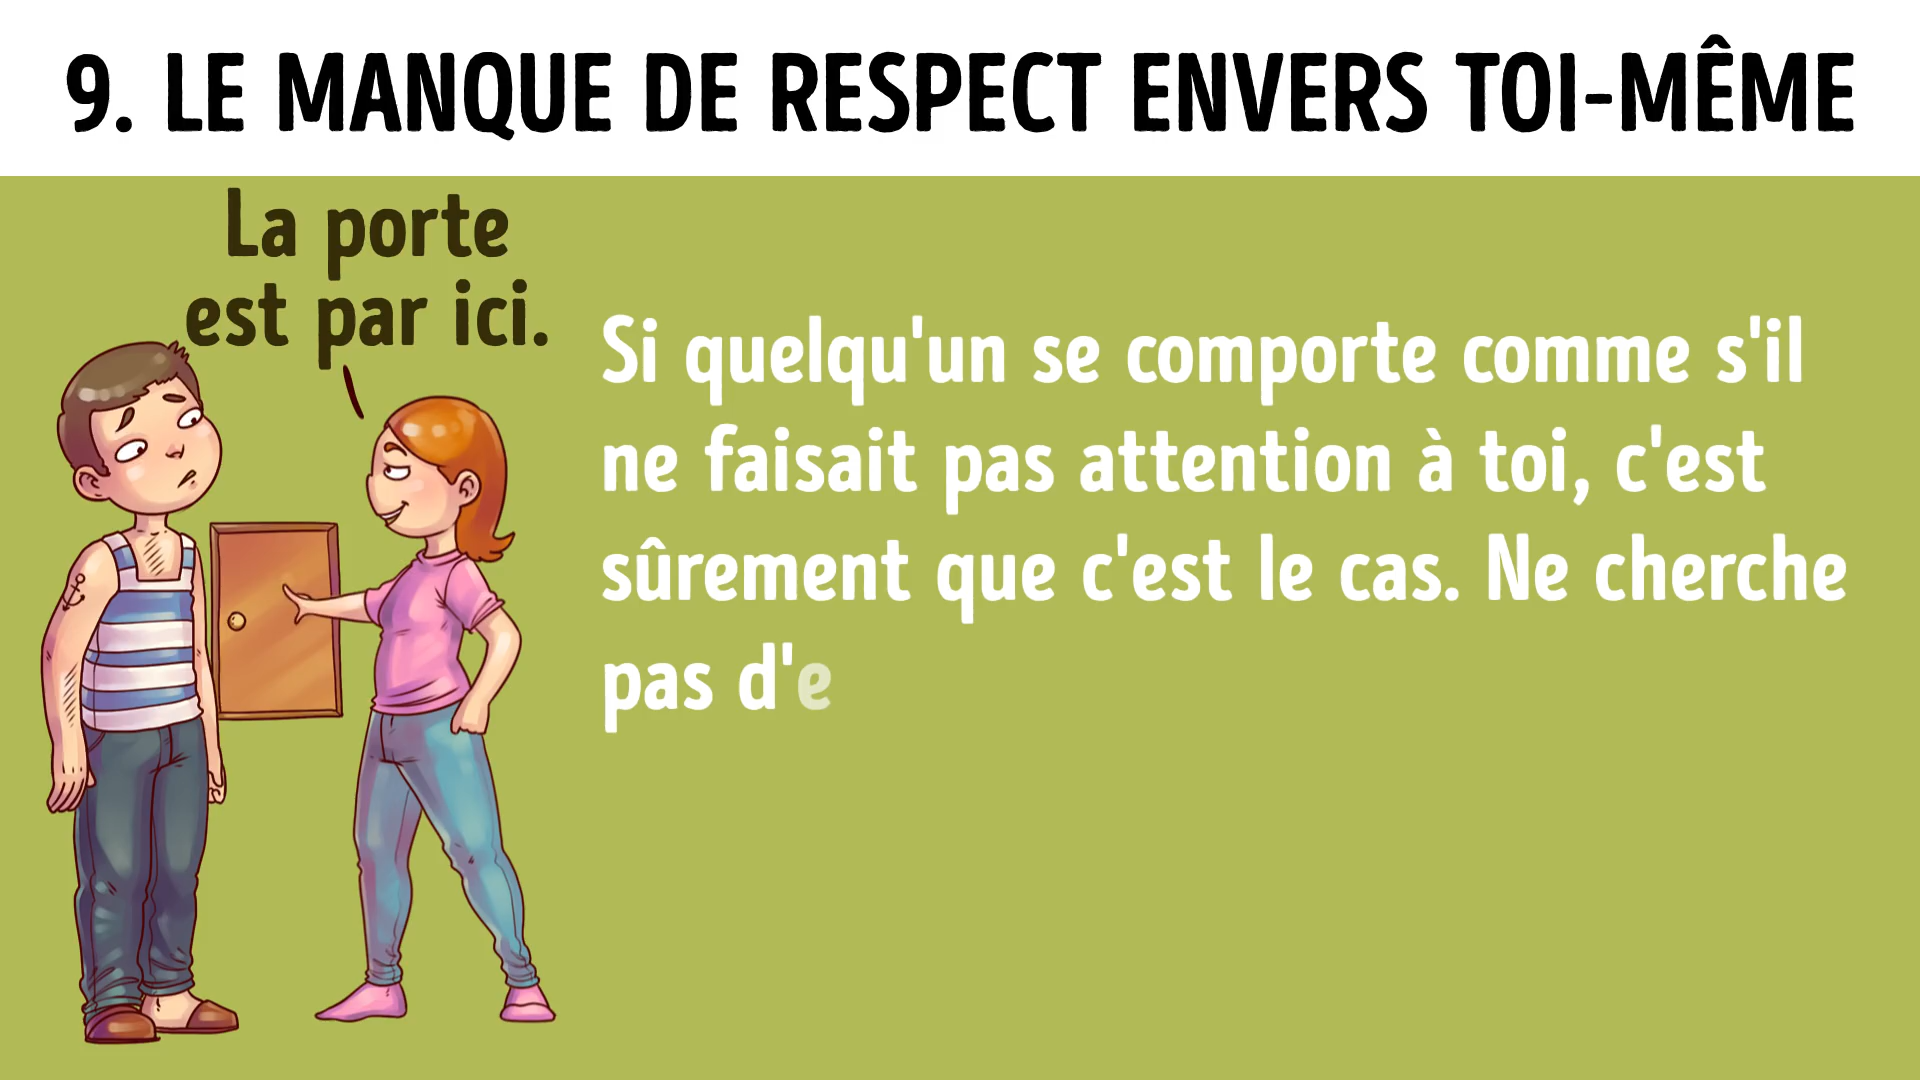 9. LE MANQUE DE RESPECT ENVERS TOI-MÊME
La porte
est par ici.
Si quelqu'un se comporte comme s'il
ne faisait pas attention à toi, c'est
sûrement que c'est le cas. Ne cherche
pas d'e